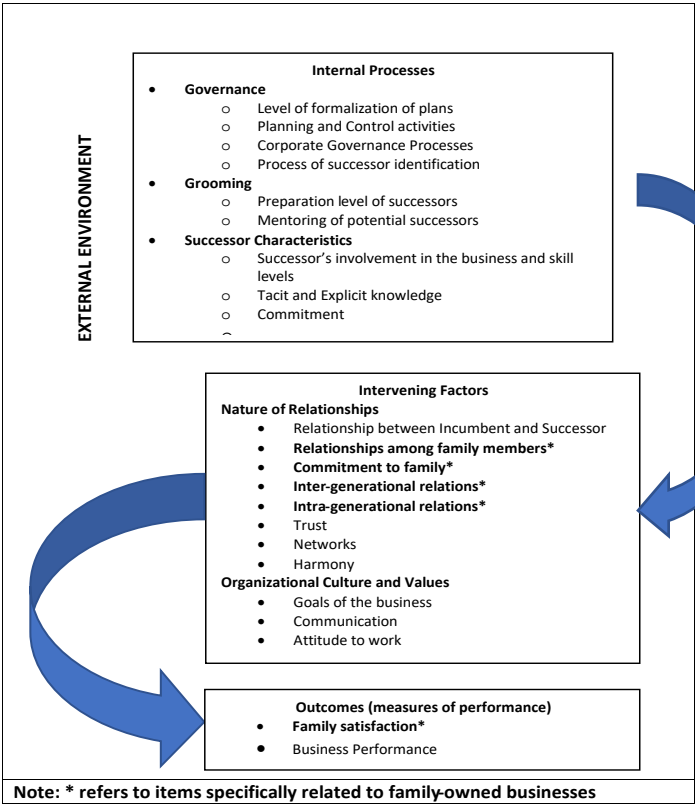 EXTERNAL ENVIRONMENT
Internal Processes
• Governance
o Level of formalization of plans
o Planning and Control activities
o Corporate Governance Processes
o Process of successor identification
• Grooming
o Preparation level of successors
o Mentoring of potential successors
• Successor Characteristics
o Successor’s involvement in the business and skill
levels
o Tacit and Explicit knowledge
o Commitment
Intervening Factors
Nature of Relationships
• Relationship between Incumbent and Successor
• Relationships among family members*
• Commitment to family*
• Inter-generational relations*
• Intra-generational relations*
• Trust
• Networks
• Harmony
Organizational Culture and Values
• Goals of the business
• Communication
• Attitude to work
Outcomes (measures of performance)
• Family satisfaction*
• Business Performance
Note: * refers to items specifically related to family-owned businesses